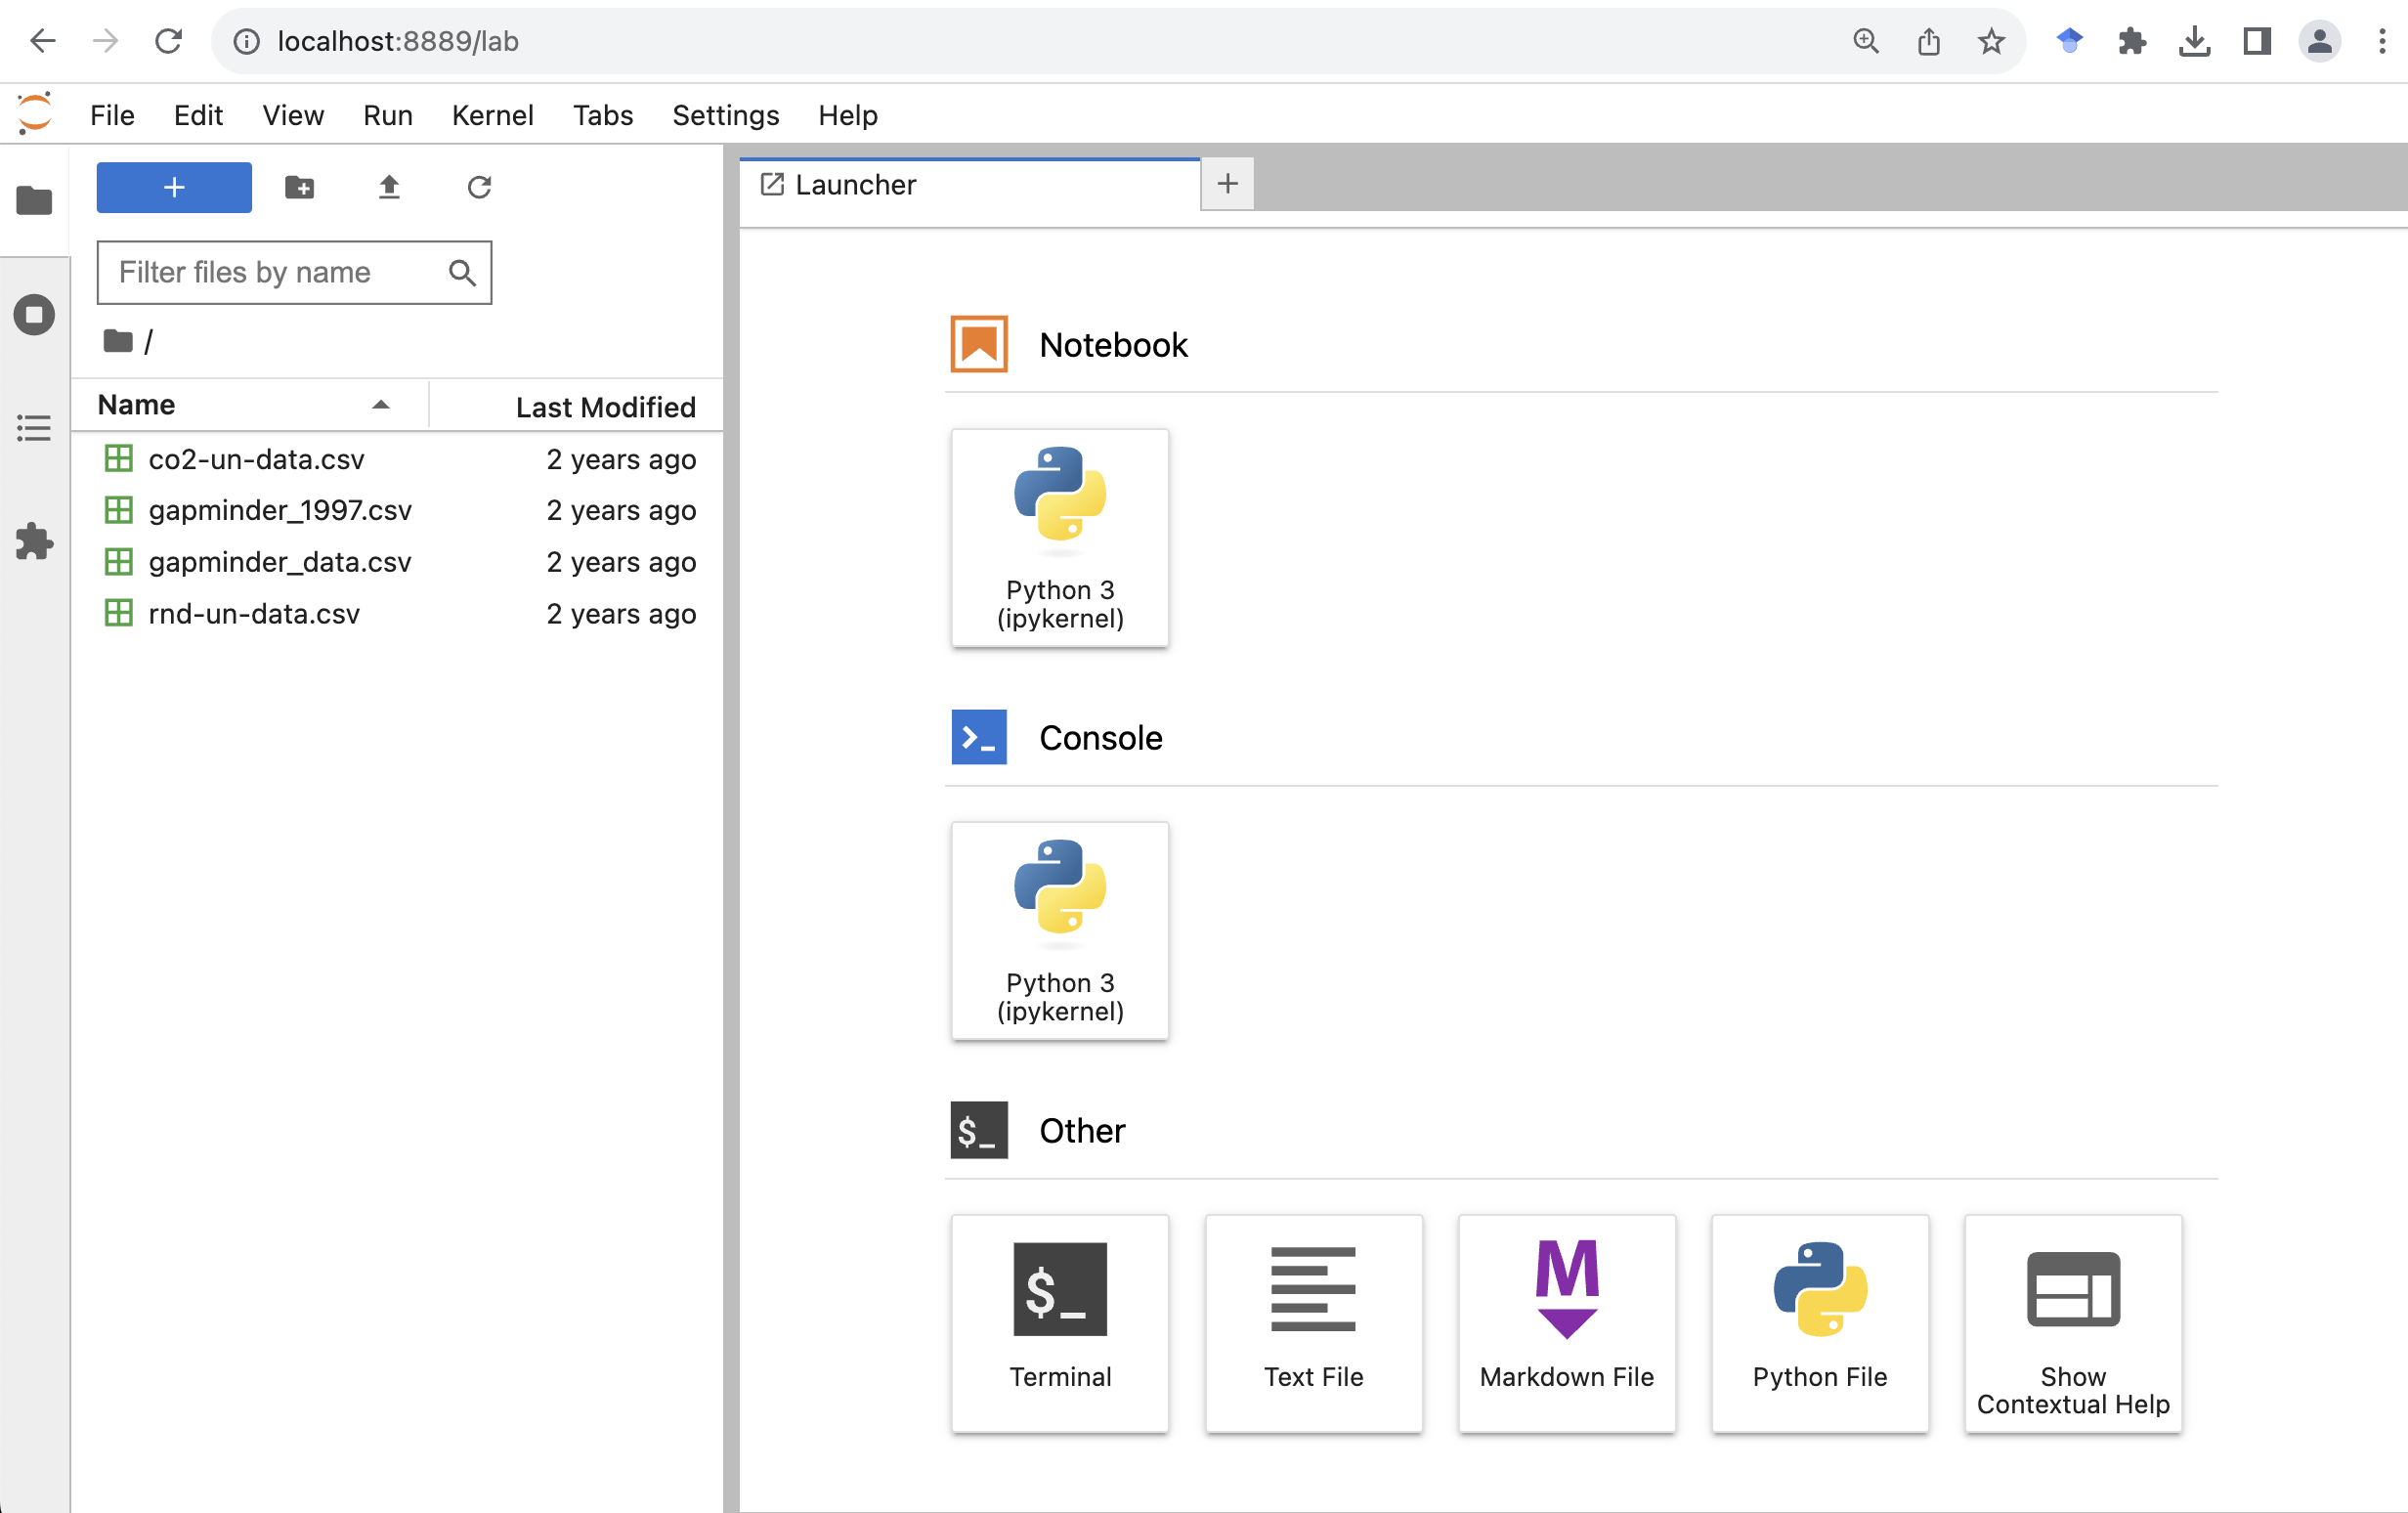 localhost:8889/lab
File Edit View Run Kernel Tabs Settings Help
Launcher
Filter files by name
/
Name Last Modified
co2-un-data.csv 2 years ago
gapminder_1997.csv 2 years ago
gapminder_data.csv 2 years ago
rnd-un-data.csv 2 years ago
Notebook
Python 3
(ipykernel)
>_ Console
Python 3
(ipykernel)
$_ Other
$_
M
Terminal Text File Markdown File Python File Show
Contextual Help